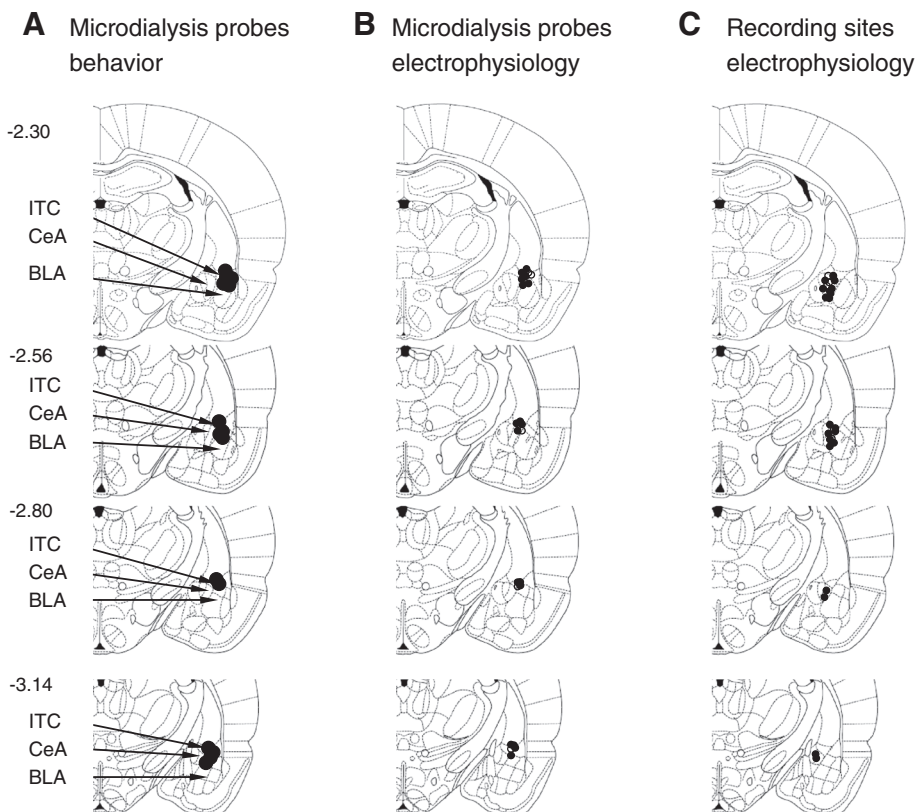 A Microdialysis probes
behavior
B Microdialysis probes
electrophysiology
C Recording sites
electrophysiology
-2.30
ITC
CeA
BLA
-2.56
ITC
CeA
BLA
-2.80
ITC
CeA
BLA
-3.14
ITC
CeA
BLA